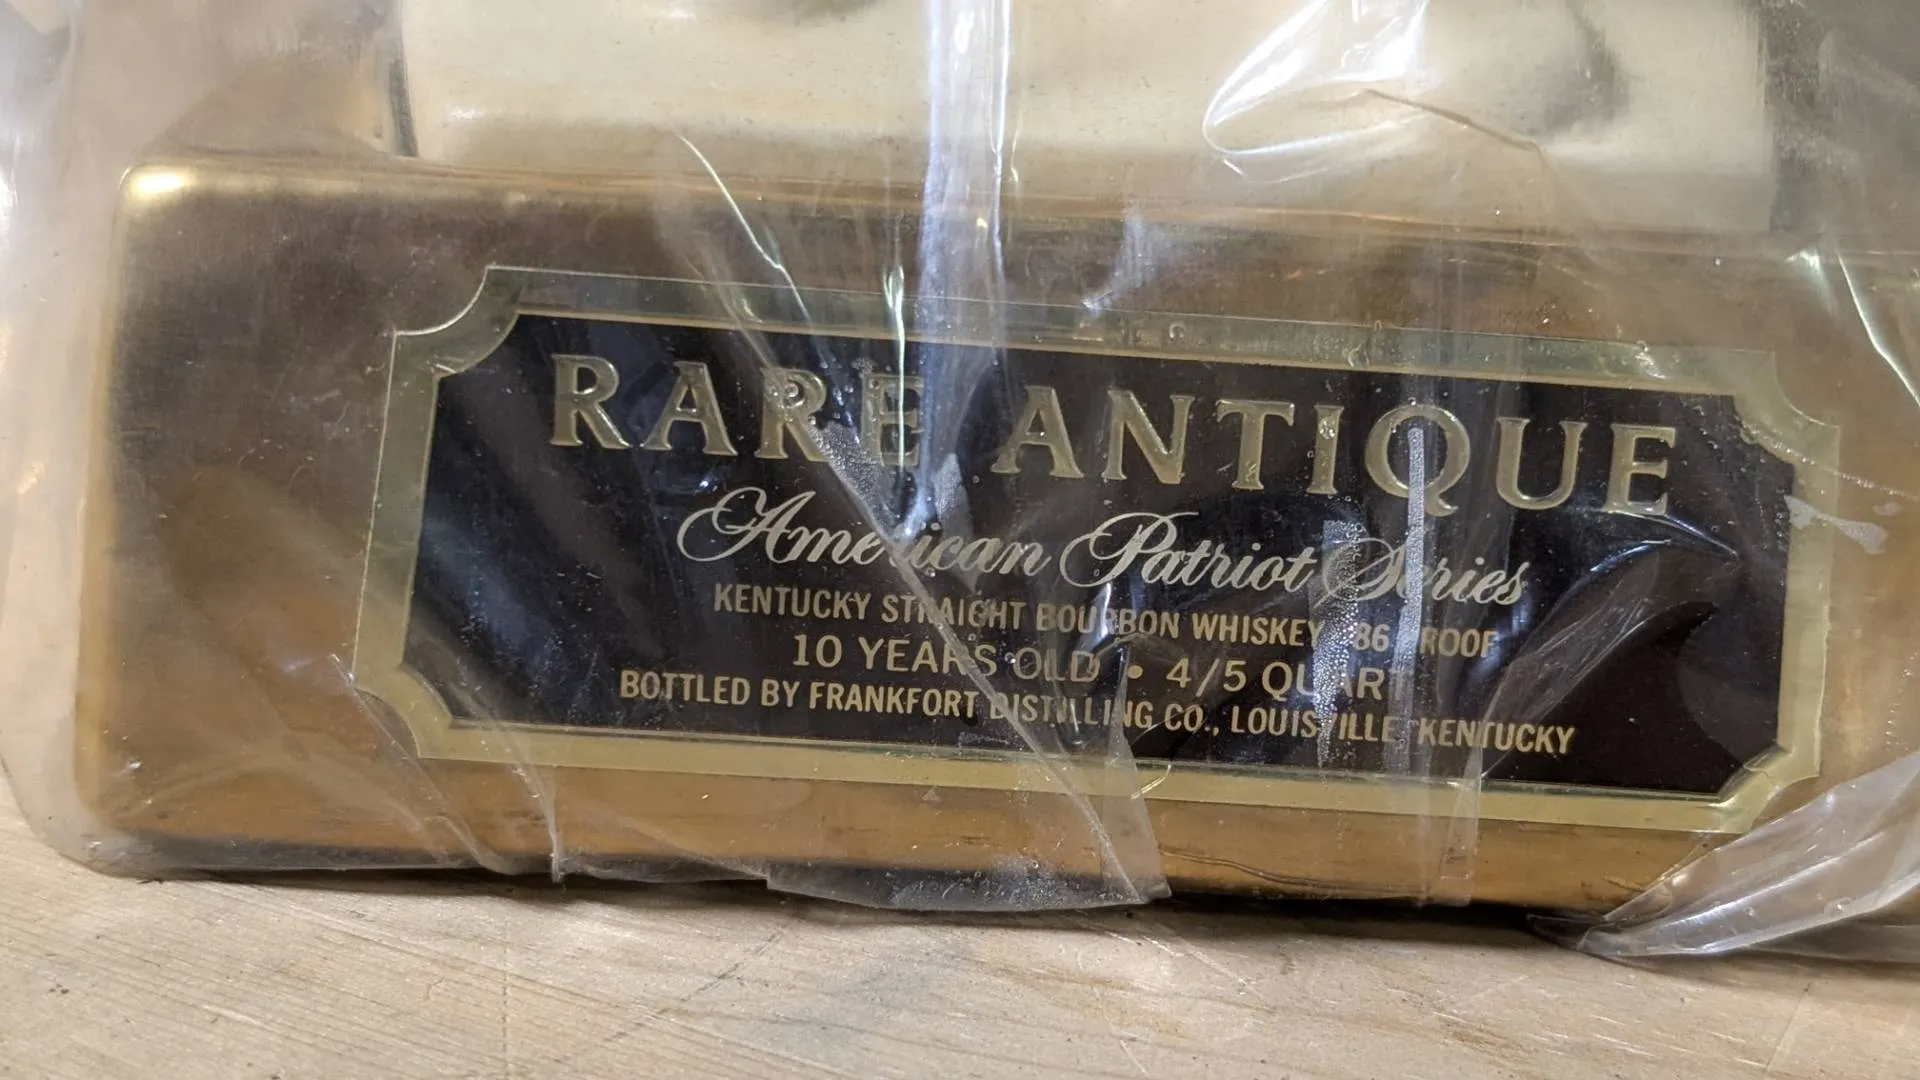 RARE ANTIQUE
American Patriot Series
KENTUCKY STRAIGHT BOURBON WHISKEY 86 PROOF
10 YEARS OLD • 4/5 QUART
BOTTLED BY FRANKFORT DISTILLING CO., LOUISVILLE, KENTUCKY